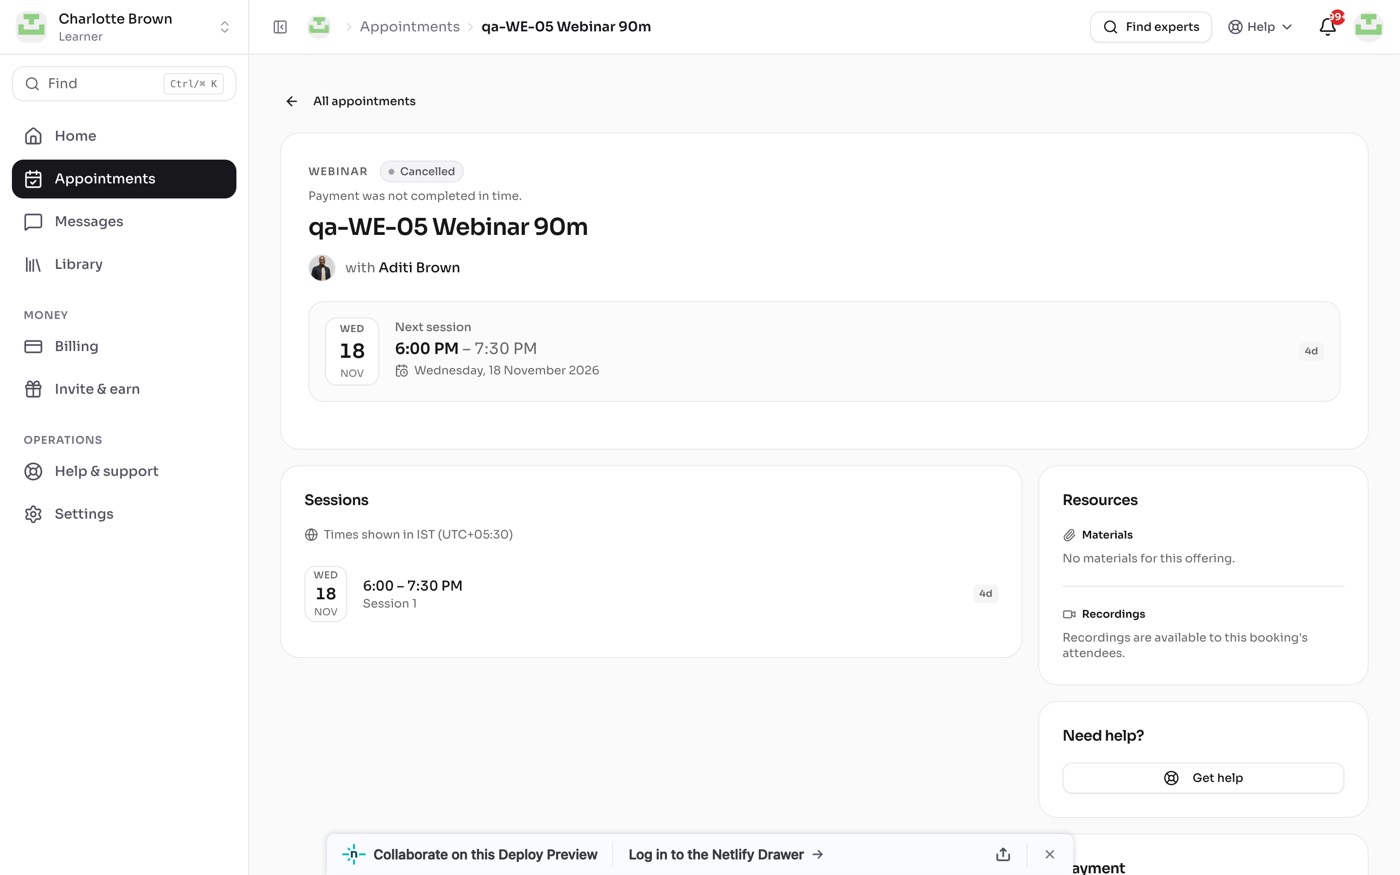 Charlotte Brown
Learner
Find
Ctrl/⌘ K
Home
Appointments
Messages
Library
MONEY
Billing
Invite & earn
OPERATIONS
Help & support
Settings
Appointments
qa-WE-05 Webinar 90m
Find experts
Help
99+
All appointments
WEBINAR
Cancelled
Payment was not completed in time.
qa-WE-05 Webinar 90m
with Aditi Brown
WED
18
NOV
Next session
6:00 PM – 7:30 PM
Wednesday, 18 November 2026
4d
Sessions
Times shown in IST (UTC+05:30)
WED
18
NOV
6:00 – 7:30 PM
Session 1
4d
Resources
Materials
No materials for this offering.
Recordings
Recordings are available to this booking's
attendees.
Need help?
Get help
ayment
Collaborate on this Deploy Preview
Log in to the Netlify Drawer →